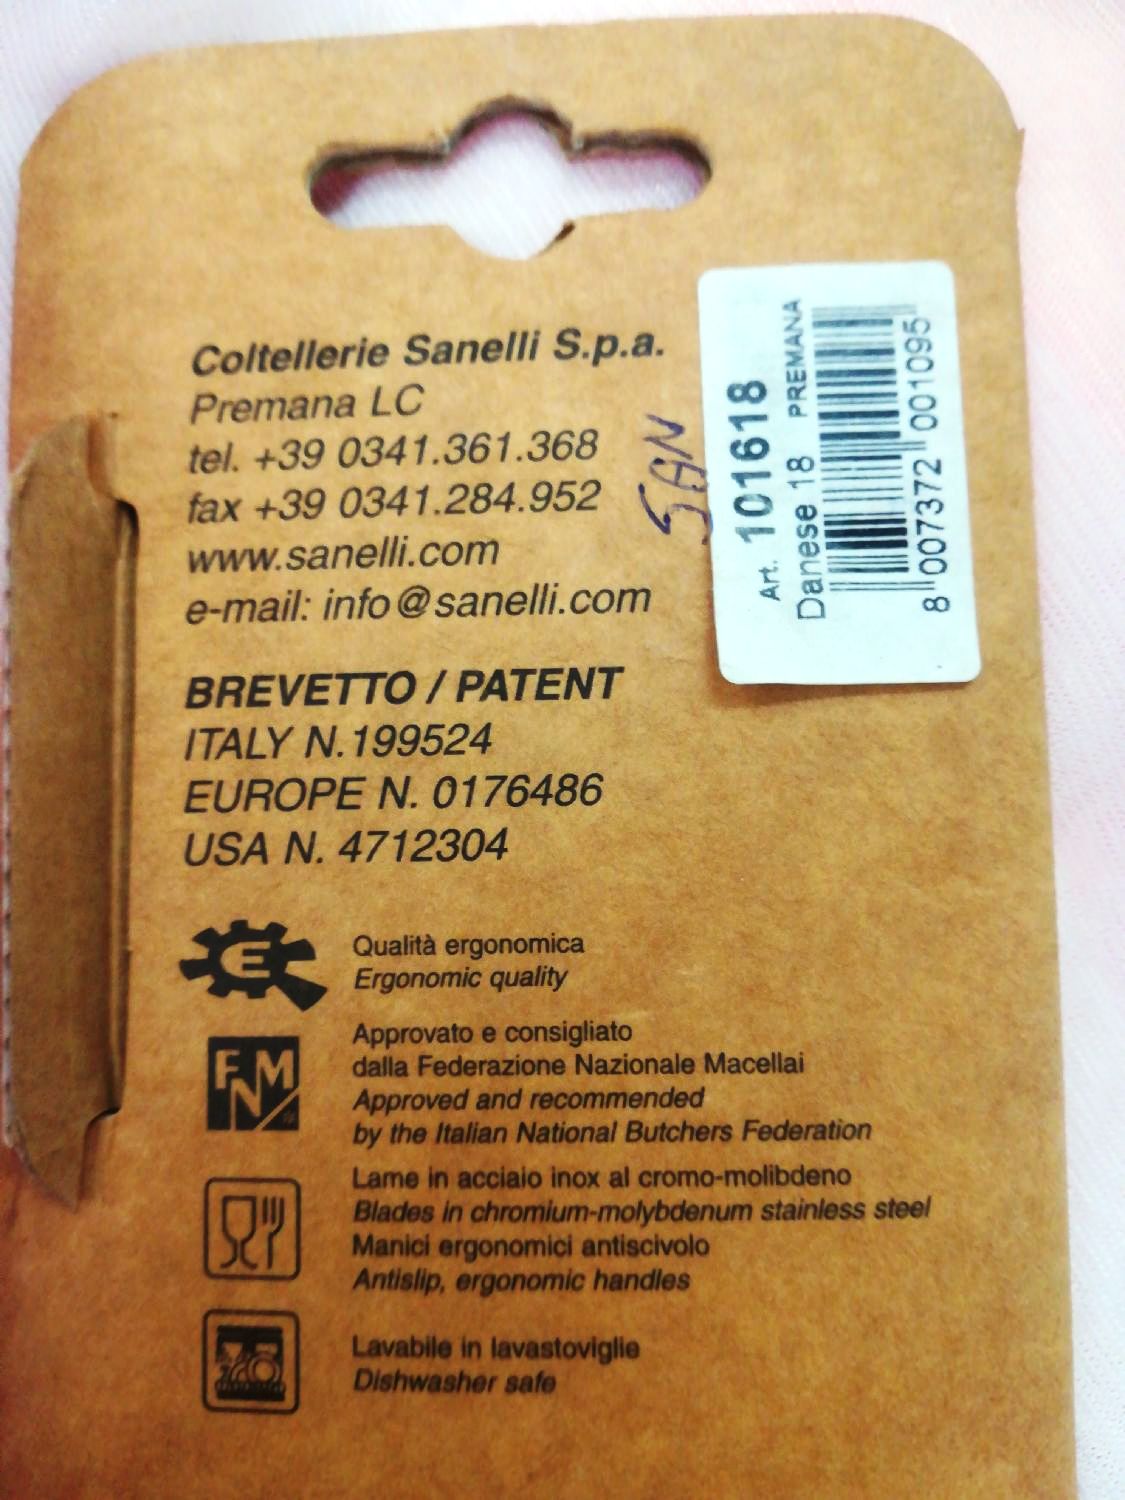 Coltellerie Sanelli S.p.a.
Premana LC
tel. +39 0341.361.368
fax +39 0341.284.952
www.sanelli.com
e-mail: info@sanelli.com
SAN
Art. 101618
Danese 18 PREMANA
8 007372 001095
BREVETTO / PATENT
ITALY N.199524
EUROPE N. 0176486
USA N. 4712304
E
Qualità ergonomica
Ergonomic quality
FNM
Approvato e consigliato
dalla Federazione Nazionale Macellai
Approved and recommended
by the Italian National Butchers Federation
Lame in acciaio inox al cromo-molibdeno
Blades in chromium-molybdenum stainless steel
Manici ergonomici antiscivolo
Antislip, ergonomic handles
Lavabile in lavastoviglie
Dishwasher safe